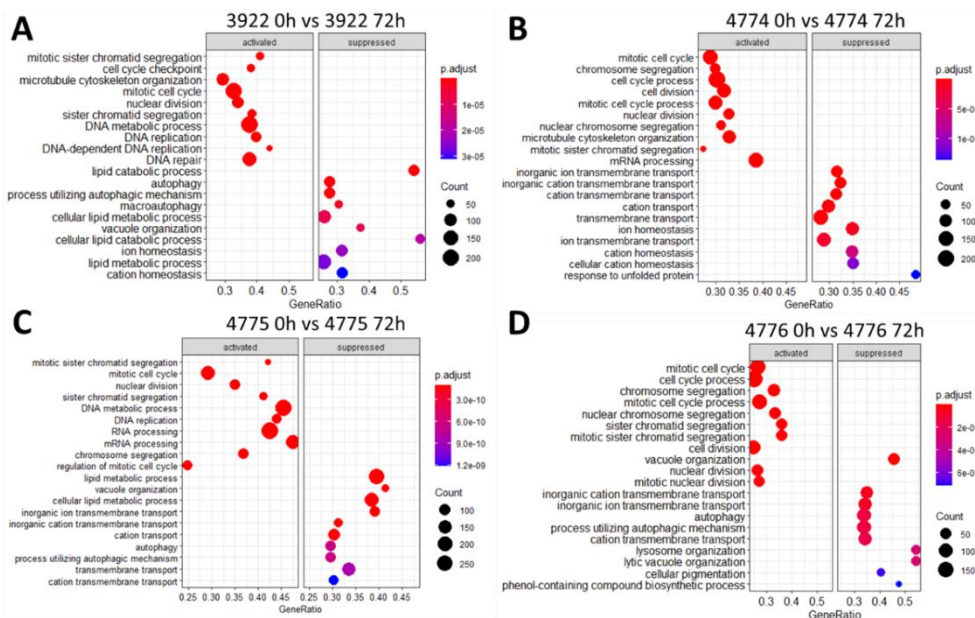 A
3922 0h vs 3922 72h
activated
suppressed
mitotic sister chromatid segregation
cell cycle checkpoint
microtubule cytoskeleton organization
mitotic cell cycle
nuclear division
sister chromatid segregation
DNA metabolic process
DNA replication
DNA-dependent DNA replication
DNA repair
lipid catabolic process
autophagy
process utilizing autophagic mechanism
macroautophagy
cellular lipid metabolic process
vacuole organization
cellular lipid catabolic process
ion homeostasis
lipid metabolic process
cation homeostasis
0.3 0.4 0.5 0.3 0.4 0.5
GeneRatio
p.adjust
1e-05
2e-05
3e-05
Count
50
100
150
200
B
4774 0h vs 4774 72h
activated
suppressed
mitotic cell cycle
chromosome segregation
cell cycle process
cell division
mitotic cell cycle process
nuclear division
nuclear chromosome segregation
microtubule cytoskeleton organization
mitotic sister chromatid segregation
mRNA processing
inorganic ion transmembrane transport
inorganic cation transmembrane transport
cation transmembrane transport
cation transport
transmembrane transport
ion homeostasis
ion transmembrane transport
cation homeostasis
cellular cation homeostasis
response to unfolded protein
0.30 0.35 0.40 0.45 0.30 0.35 0.40 0.45
GeneRatio
p.adjust
5e-0
1e-0
Count
50
100
150
200
C
4775 0h vs 4775 72h
activated
suppressed
mitotic sister chromatid segregation
mitotic cell cycle
nuclear division
sister chromatid segregation
DNA metabolic process
DNA replication
RNA processing
mRNA processing
chromosome segregation
regulation of mitotic cell cycle
lipid metabolic process
vacuole organization
cellular lipid metabolic process
inorganic ion transmembrane transport
inorganic cation transmembrane transport
cation transport
autophagy
process utilizing autophagic mechanism
transmembrane transport
cation transmembrane transport
0.25 0.30 0.35 0.40 0.45 0.25 0.30 0.35 0.40 0.45
GeneRatio
p.adjust
3.0e-10
6.0e-10
9.0e-10
1.2e-09
Count
100
150
200
250
D
4776 0h vs 4776 72h
activated
suppressed
mitotic cell cycle
cell cycle process
chromosome segregation
mitotic cell cycle process
nuclear chromosome segregation
sister chromatid segregation
mitotic sister chromatid segregation
cell division
vacuole organization
nuclear division
mitotic nuclear division
inorganic cation transmembrane transport
inorganic ion transmembrane transport
autophagy
process utilizing autophagic mechanism
cation transmembrane transport
lysosome organization
lytic vacuole organization
cellular pigmentation
phenol-containing compound biosynthetic process
0.3 0.4 0.5 0.3 0.4 0.5
GeneRatio
p.adjust
2e-0
4e-0
6e-0
Count
50
100
150